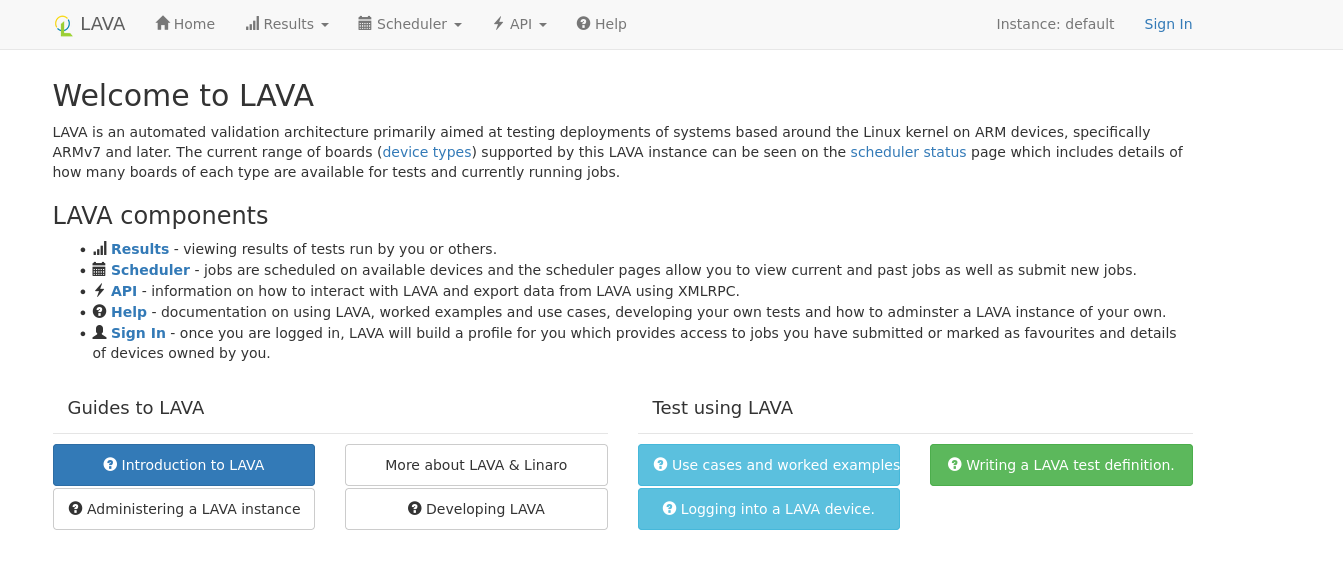 LAVA Home Results Scheduler API Help Instance: default Sign In
Welcome to LAVA
LAVA is an automated validation architecture primarily aimed at testing deployments of systems based around the Linux kernel on ARM devices, specifically
ARMv7 and later. The current range of boards (device types) supported by this LAVA instance can be seen on the scheduler status page which includes details of
how many boards of each type are available for tests and currently running jobs.
LAVA components
• Results - viewing results of tests run by you or others.
• Scheduler - jobs are scheduled on available devices and the scheduler pages allow you to view current and past jobs as well as submit new jobs.
• API - information on how to interact with LAVA and export data from LAVA using XMLRPC.
• Help - documentation on using LAVA, worked examples and use cases, developing your own tests and how to adminster a LAVA instance of your own.
• Sign In - once you are logged in, LAVA will build a profile for you which provides access to jobs you have submitted or marked as favourites and details
of devices owned by you.
Guides to LAVA
Introduction to LAVA
More about LAVA & Linaro
Administering a LAVA instance
Developing LAVA
Test using LAVA
Use cases and worked examples
Writing a LAVA test definition.
Logging into a LAVA device.